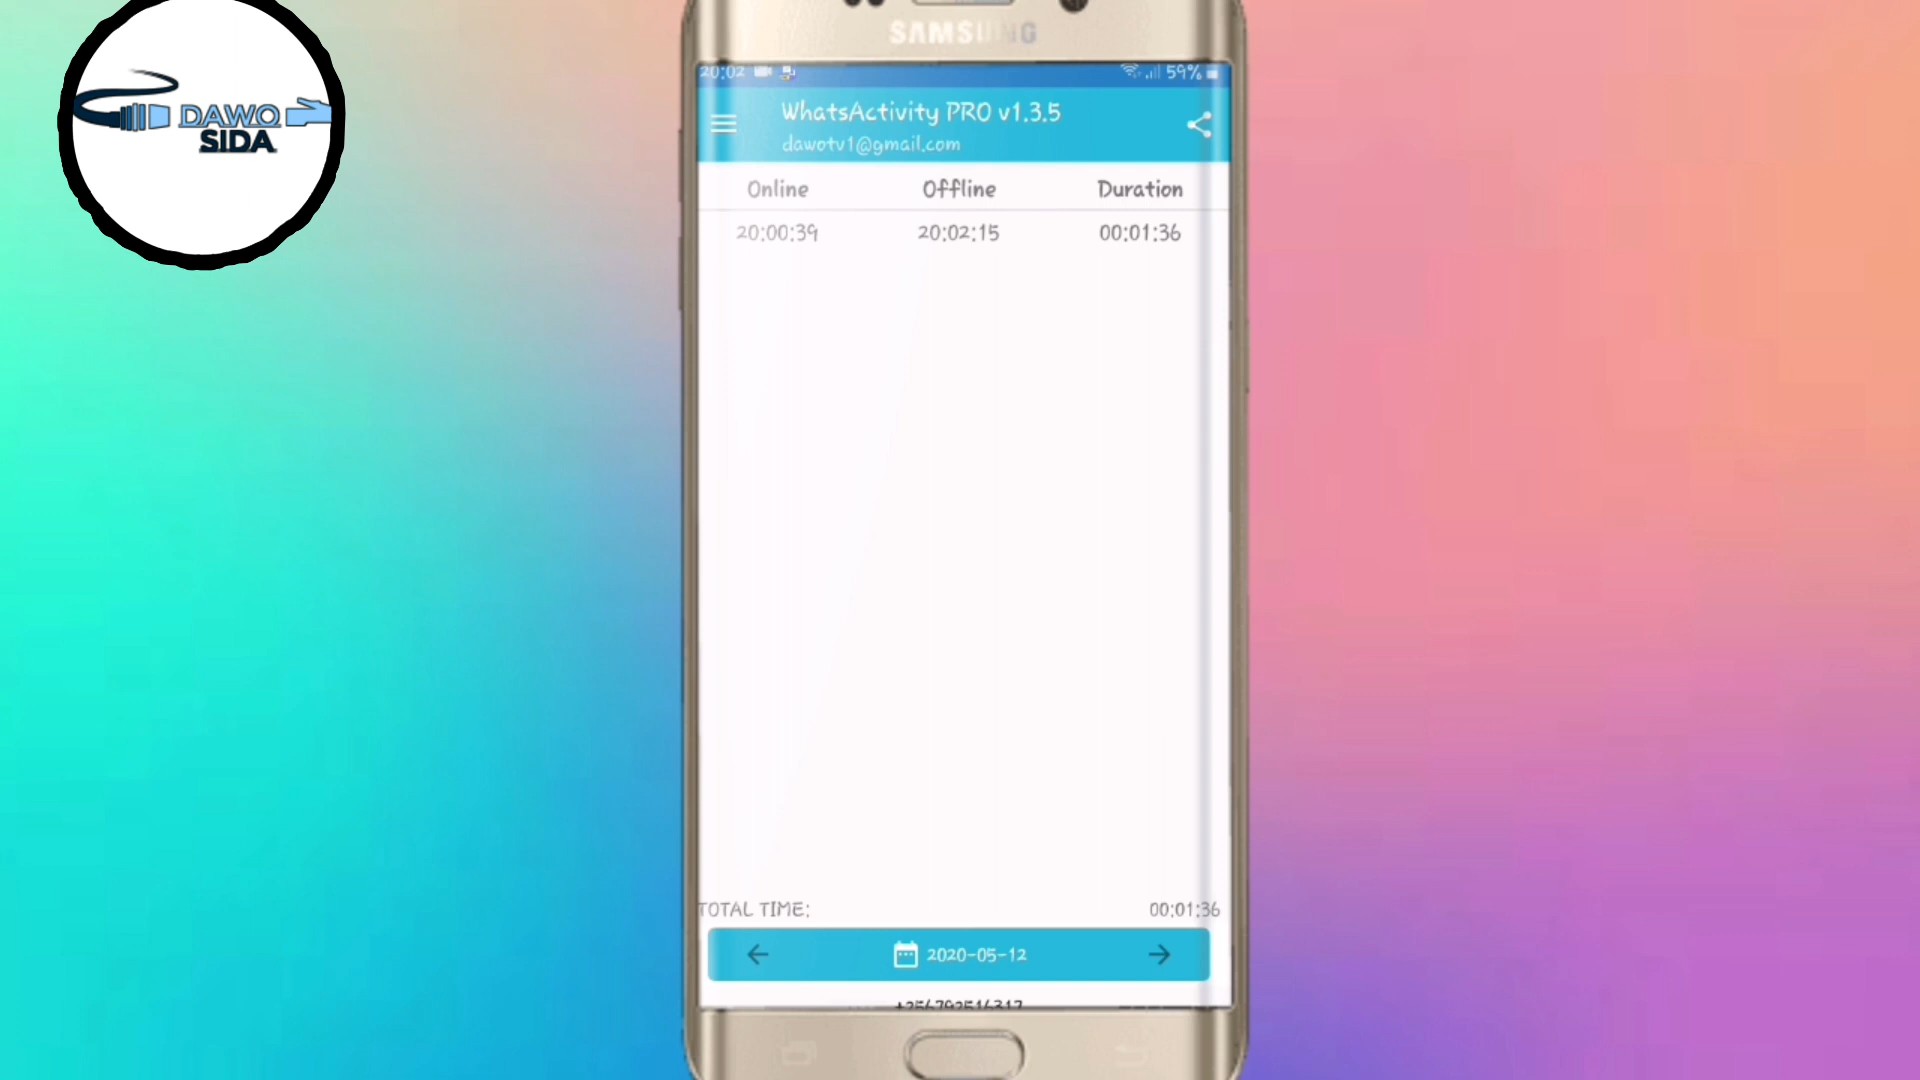 DAWO
SIDA
SAMSUNG
20:02
59%
WhatsActivity PRO v1.3.5
dawotv1@gmail.com
Online Offline Duration
20:00:39 20:02:15 00:01:36
TOTAL TIME: 00:01:36
2020-05-12
+256792516317